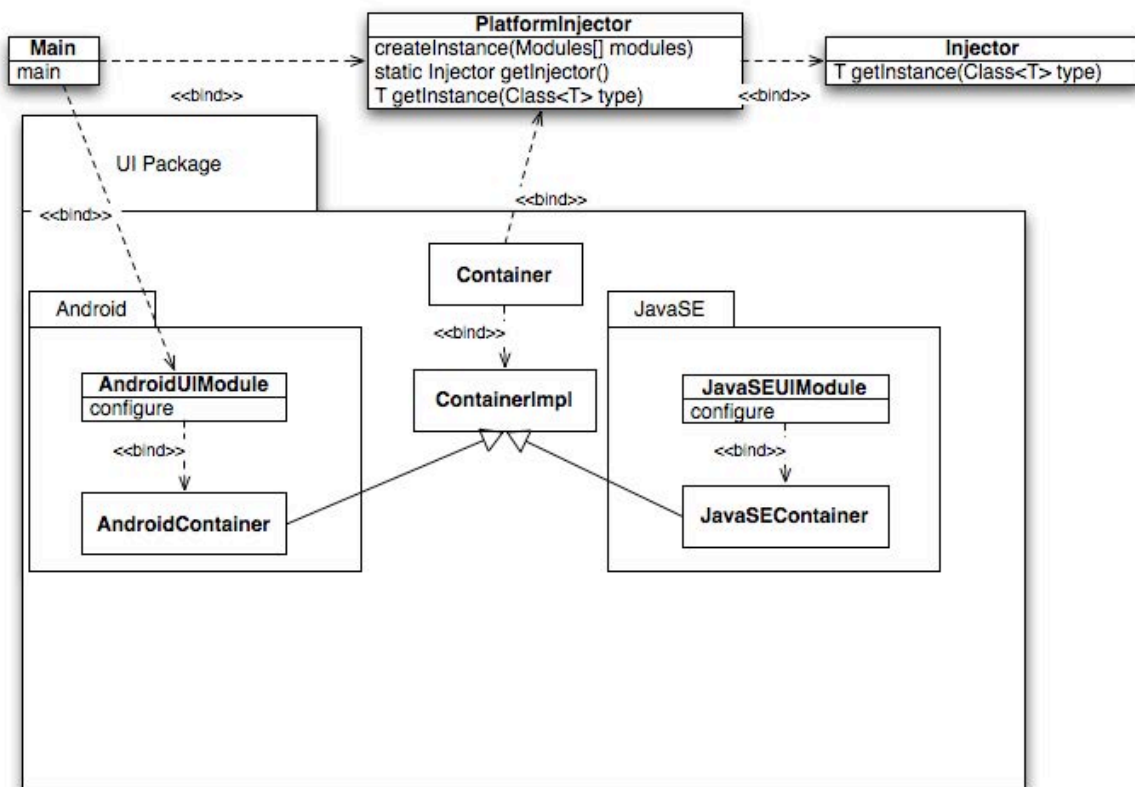 Main
main
PlatformInjector
createInstance(Modules[] modules)
static Injector getInjector()
T getInstance(Class<T> type)
Injector
T getInstance(Class<T> type)
<<bind>>
<<bind>>
UI Package
<<bind>>
<<bind>>
Container
Android
JavaSE
<<bind>>
AndroidUIModule
configure
ContainerImpl
JavaSEUIModule
configure
<<bind>>
<<bind>>
AndroidContainer
JavaSEContainer